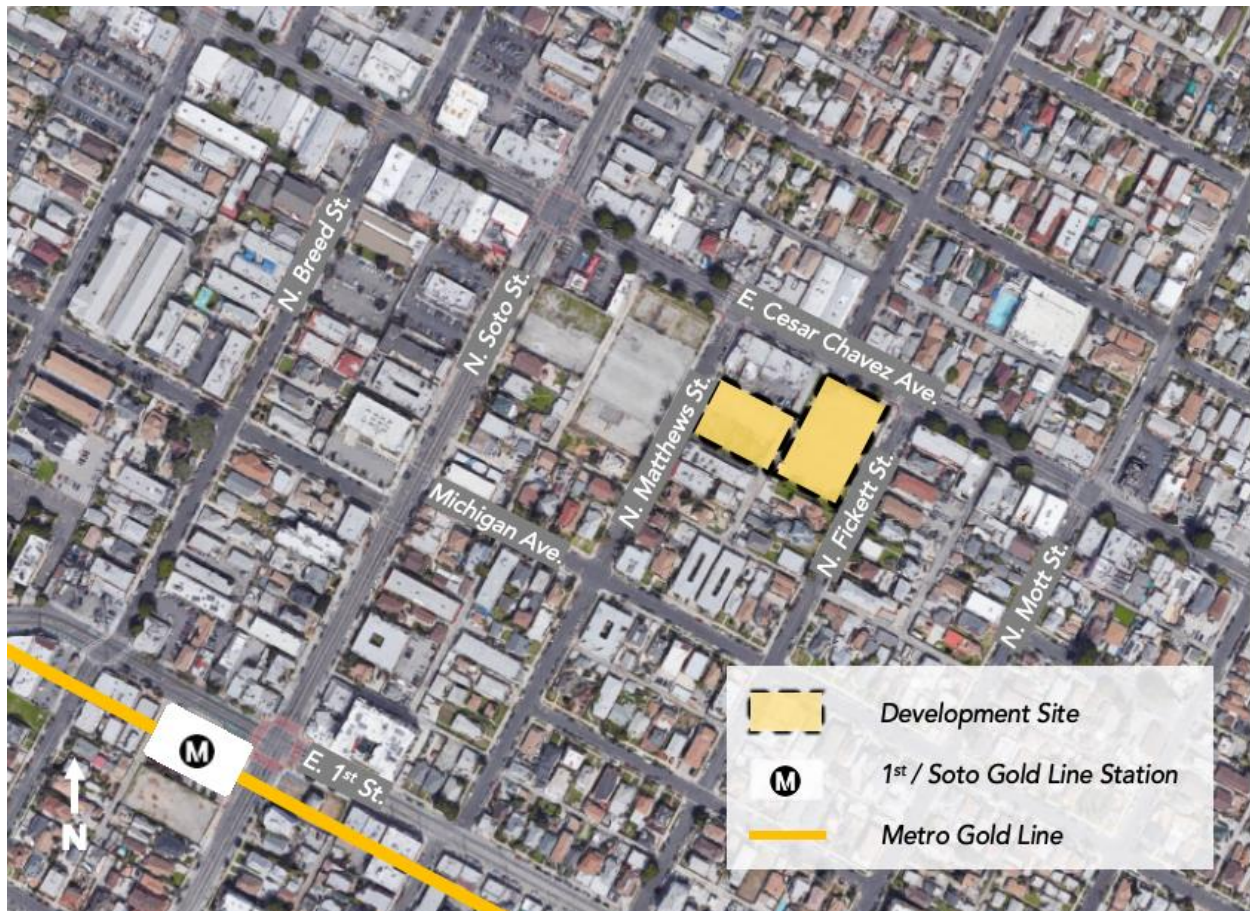 N. Breed St.
N. Soto St.
E. Cesar Chavez Ave.
N. Matthews St.
Michigan Ave.
N. Fickett St.
N. Mott St.
E. 1st St.
M
N
Development Site
M
1st / Soto Gold Line Station
Metro Gold Line